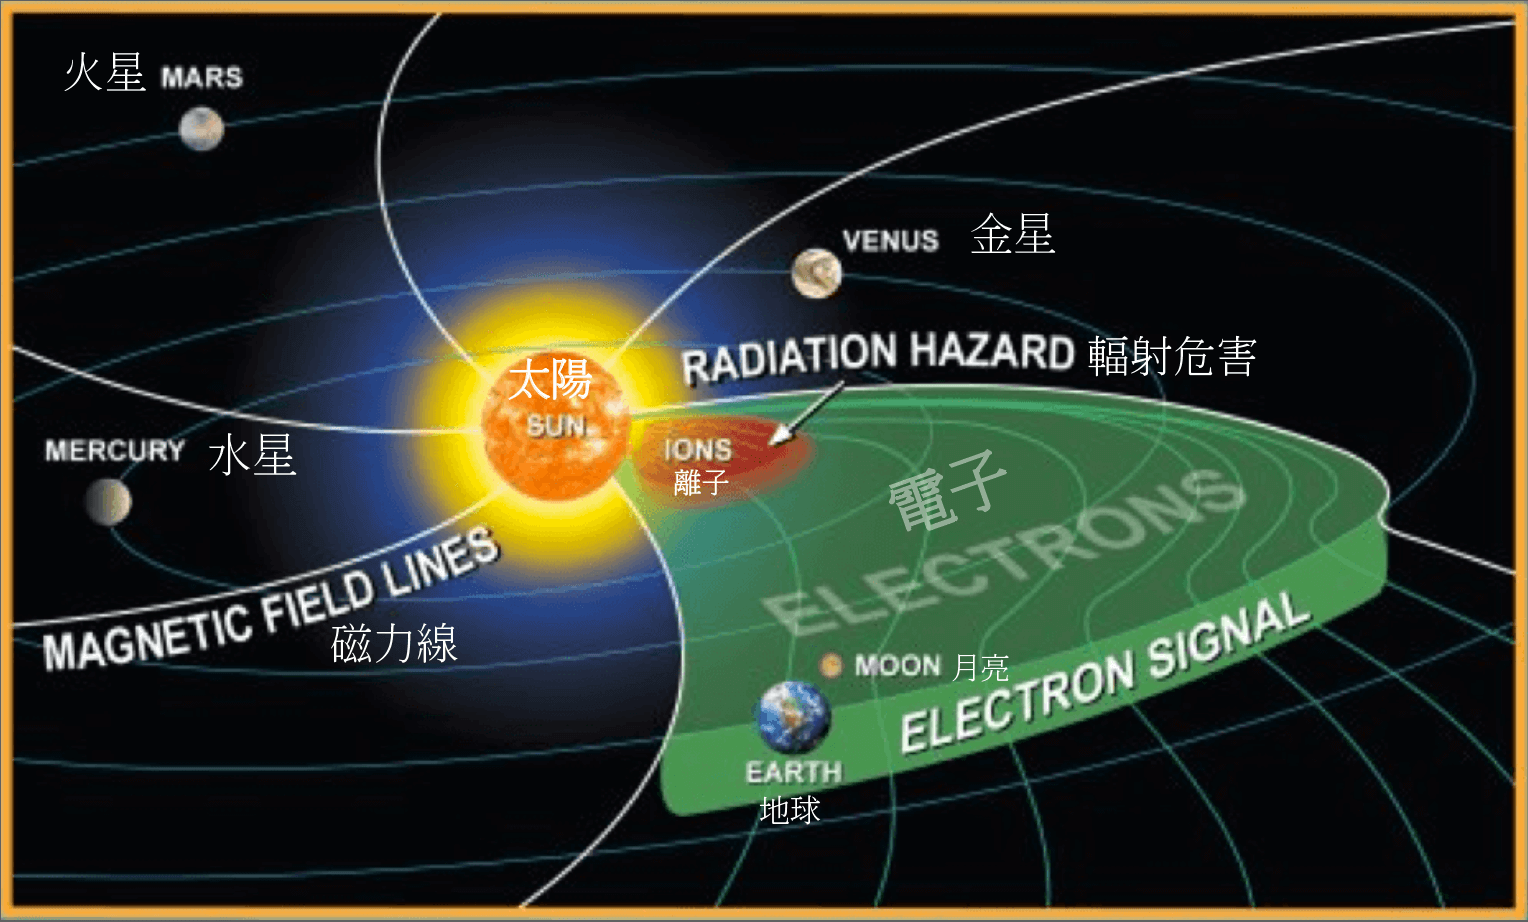 火星 MARS
VENUS 金星
RADIATION HAZARD 輻射危害
太陽
SUN
MERCURY 水星
IONS
離子
電子
ELECTRONS
MAGNETIC FIELD LINES
磁力線
MOON 月亮
ELECTRON SIGNAL
EARTH
地球